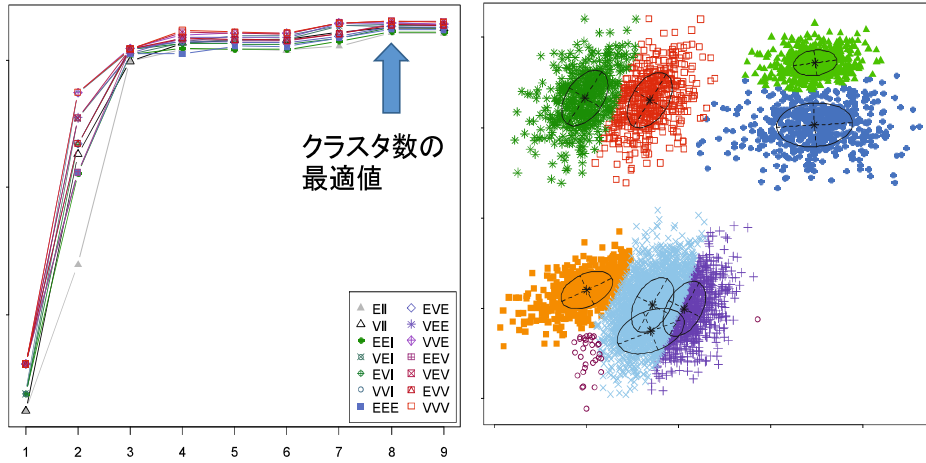 クラスタ数の
最適値
EII
VII
EEI
VEI
EVI
VVI
EEE
EVE
VEE
VVE
EEV
VEV
EVV
VVV
1 2 3 4 5 6 7 8 9